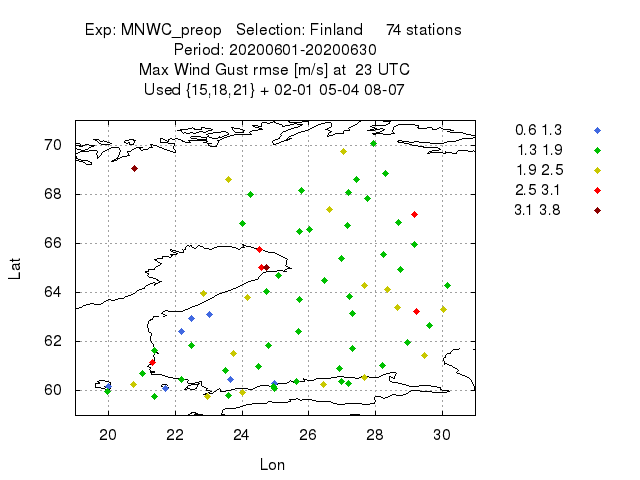 Exp: MNWC_preop Selection: Finland 74 stations
Period: 20200601-20200630
Max Wind Gust rmse [m/s] at 23 UTC
Used {15,18,21} + 02-01 05-04 08-07
0.6 1.3
1.3 1.9
1.9 2.5
2.5 3.1
3.1 3.8
70
68
66
64
62
60
Lat
20 22 24 26 28 30
Lon